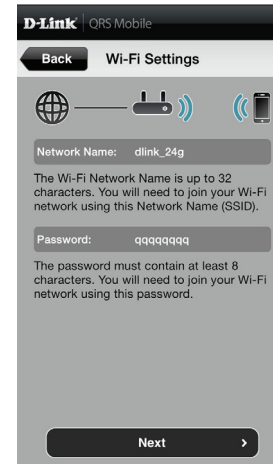 D-Link QRS Mobile
Back Wi-Fi Settings
Network Name: dlink_24g
The Wi-Fi Network Name is up to 32
characters. You will need to join your Wi-Fi
network using this Network Name (SSID).
Password: qqqqqqqq
The password must contain at least 8
characters. You will need to join your Wi-Fi
network using this password.
Next